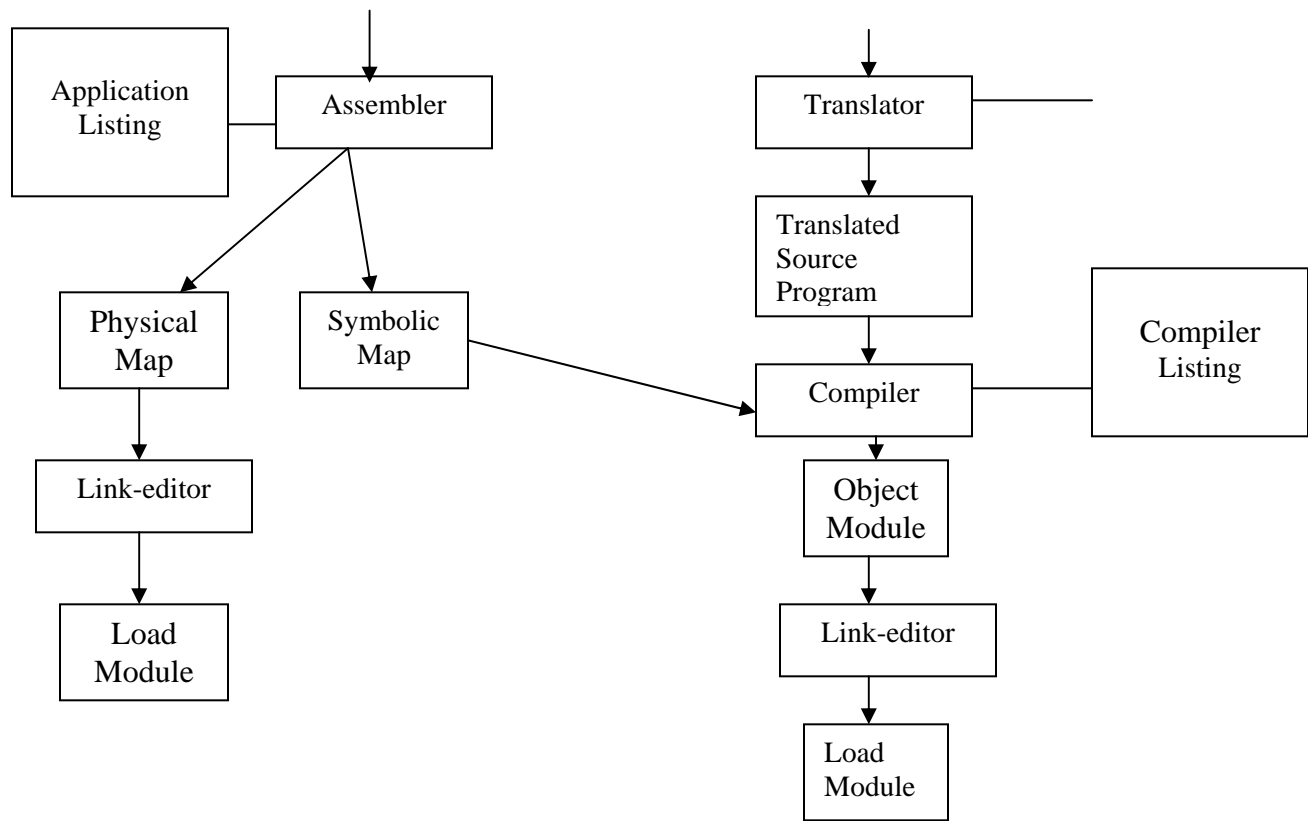 Application
Listing
Assembler
Translator
Translated
Source
Program
Physical
Map
Symbolic
Map
Compiler
Listing
Compiler
Link-editor
Object
Module
Load
Module
Link-editor
Load
Module